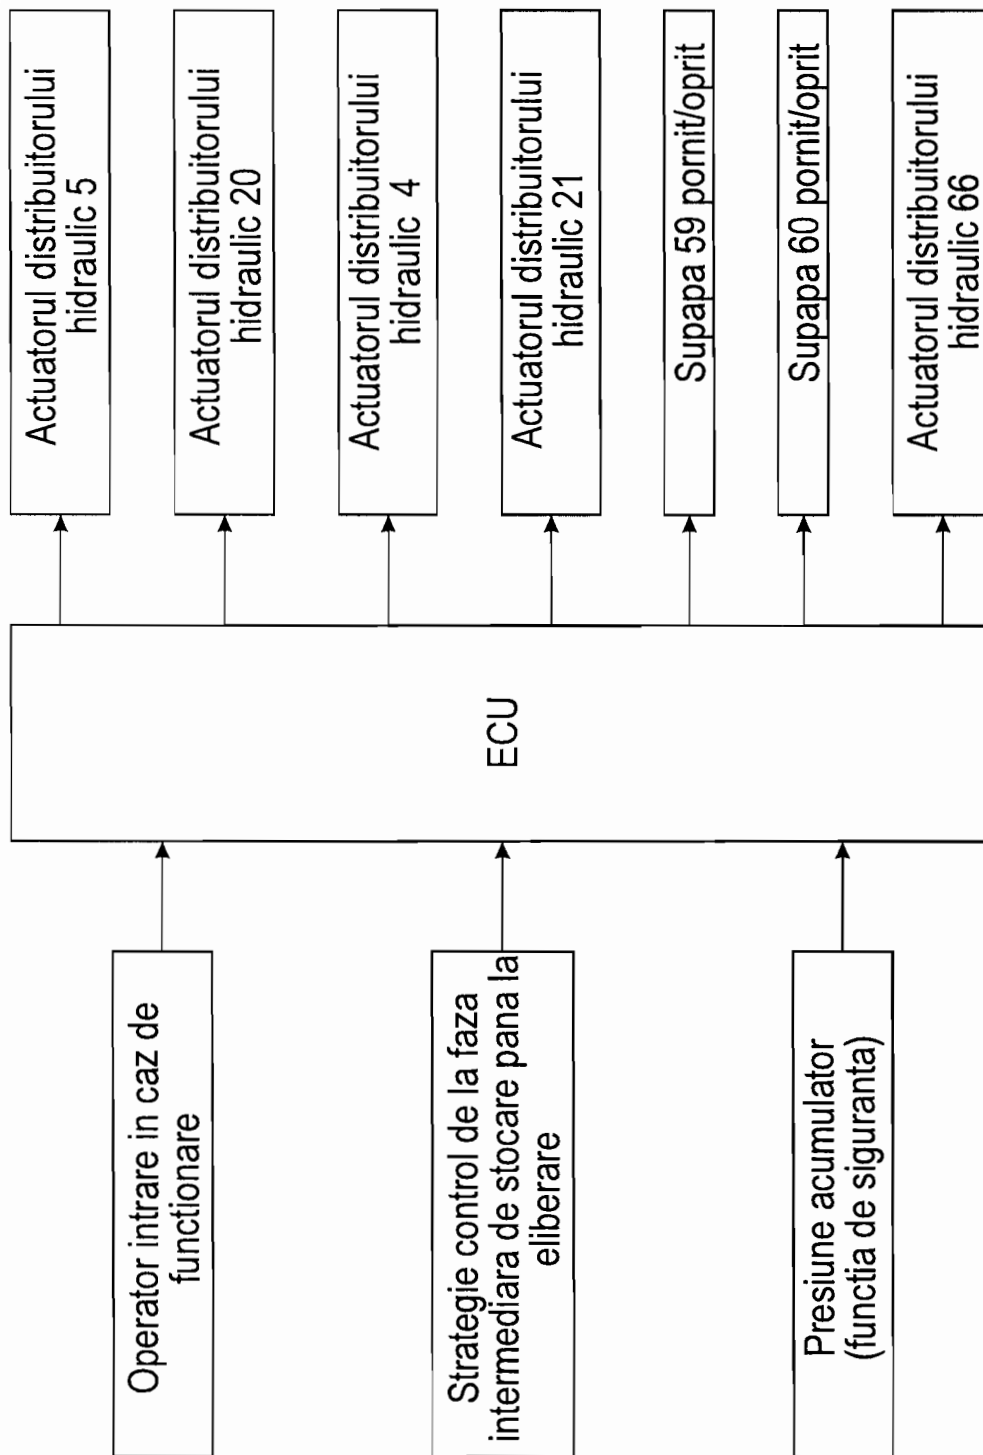 Operator intrare in caz de
functionare
Strategie control de la faza
intermediara de stocare pana la
eliberare
Presiune acumulator
(functia de siguranta)
ECU
Actuatorul distribuitorului
hidraulic 5
Actuatorul distribuitorului
hidraulic 20
Actuatorul distribuitorului
hidraulic 4
Actuatorul distribuitorului
hidraulic 21
Supapa 59 pornit/oprit
Supapa 60 pornit/oprit
Actuatorul distribuitorului
hidraulic 66